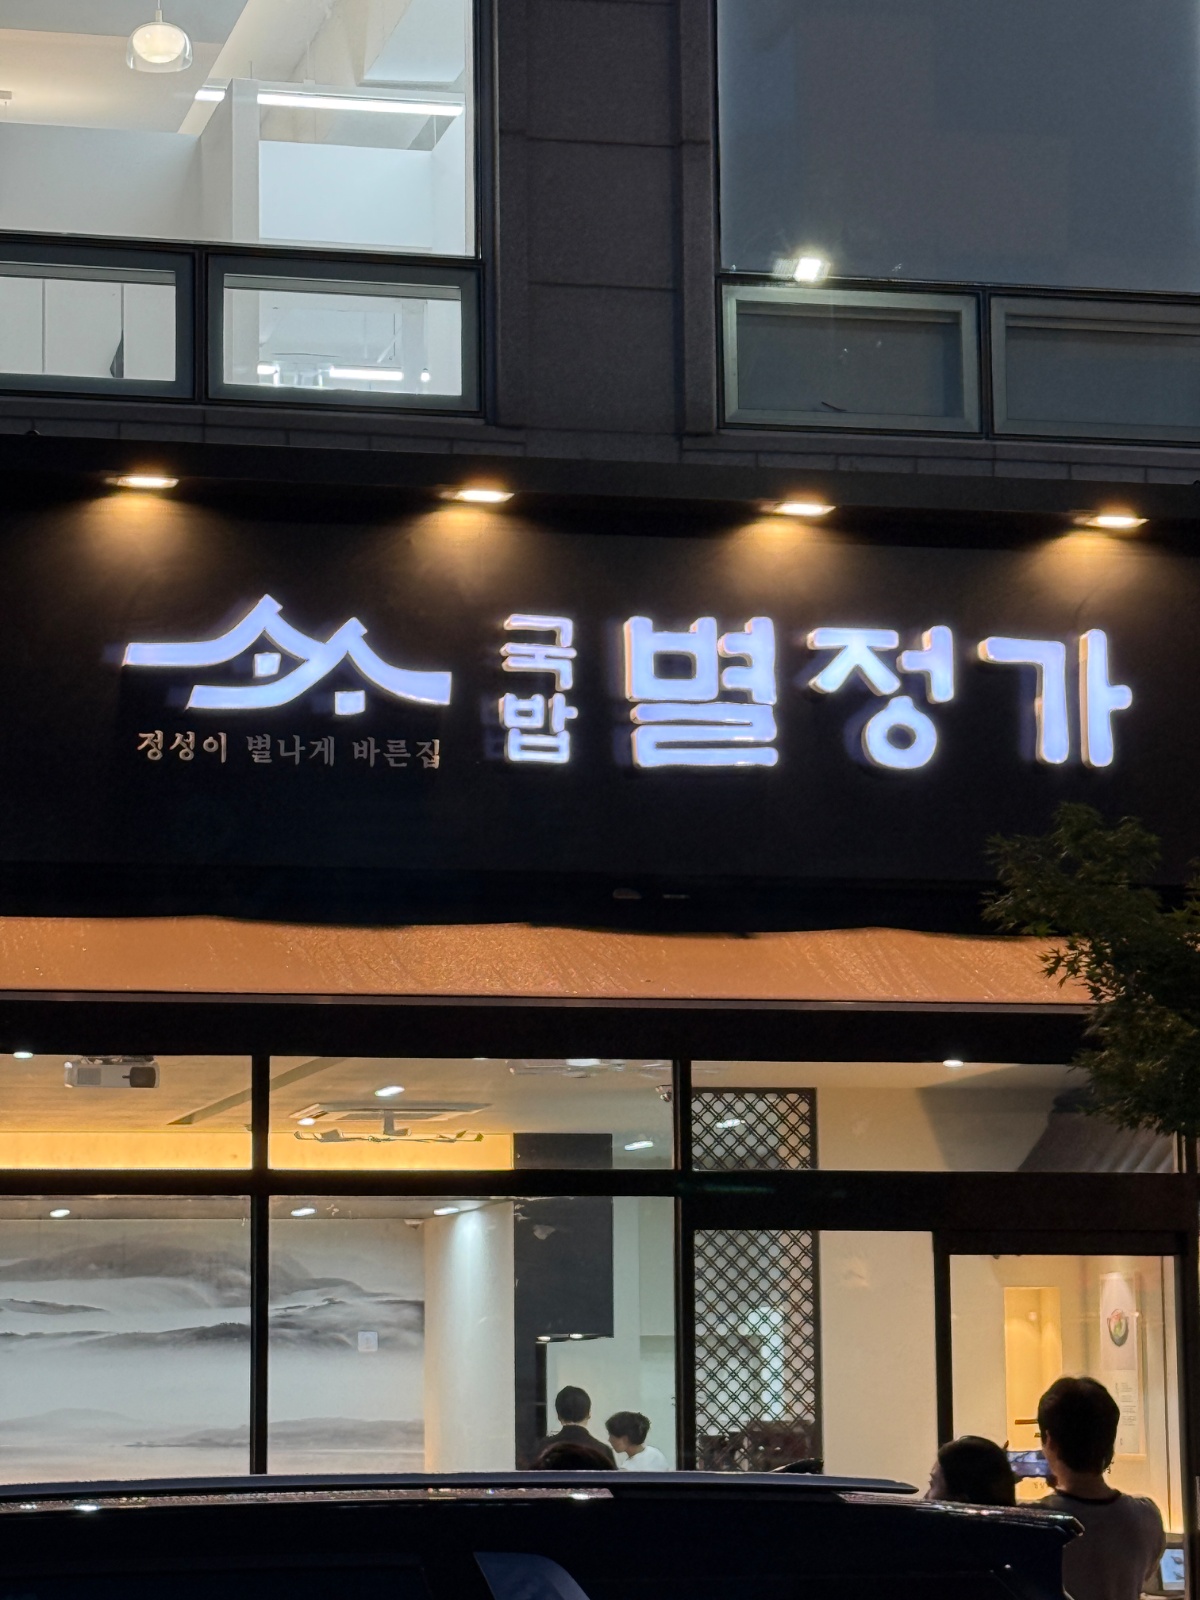 국밥 별정가
정성이 별나게 바른집